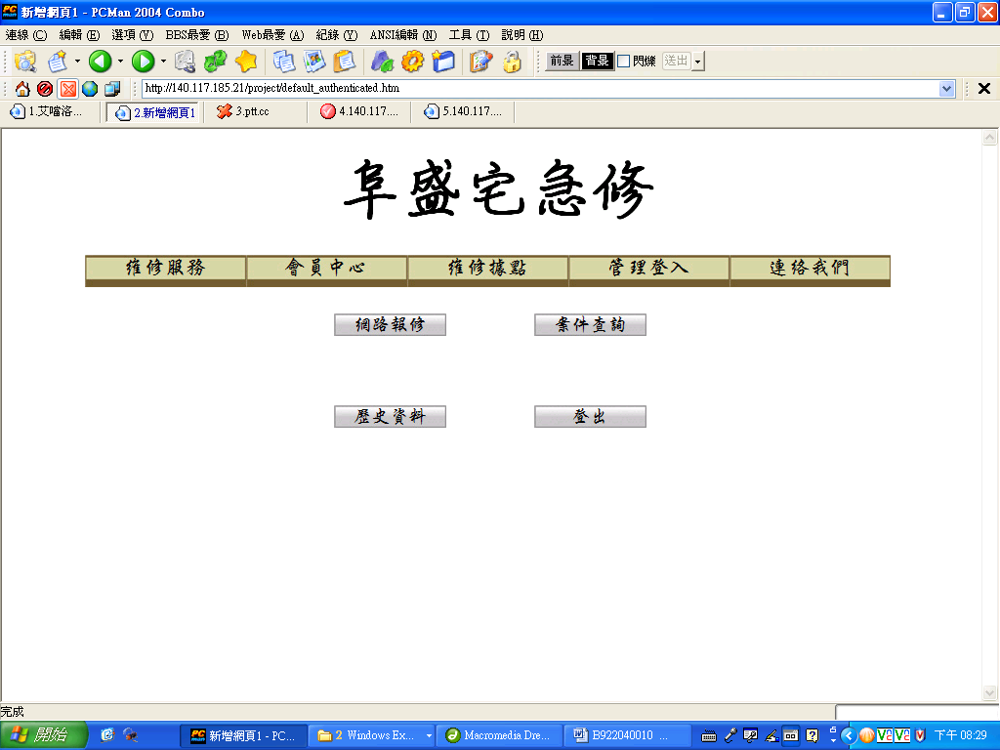 新增網頁1 - PCMan 2004 Combo
連線 (C) 編輯 (E) 選項 (V) BBS最愛 (B) Web最愛 (A) 紀錄 (Y) ANSI編輯 (N) 工具 (T) 說明 (H)
前景 背景 閃爍 送出
http://140.117.185.21/project/default_authenticated.htm
1.艾噹洛... 2.新增網頁1 3.ptt.cc 4.140.117.... 5.140.117....
阜盛宅急修
維修服務 會員中心 維修據點 管理登入 連絡我們
網路報修 案件查詢
歷史資料 登出
完成
開始 新增網頁1 - PC... 2 Windows Ex... Macromedia Dre... B922040010 ... 下午 08:29